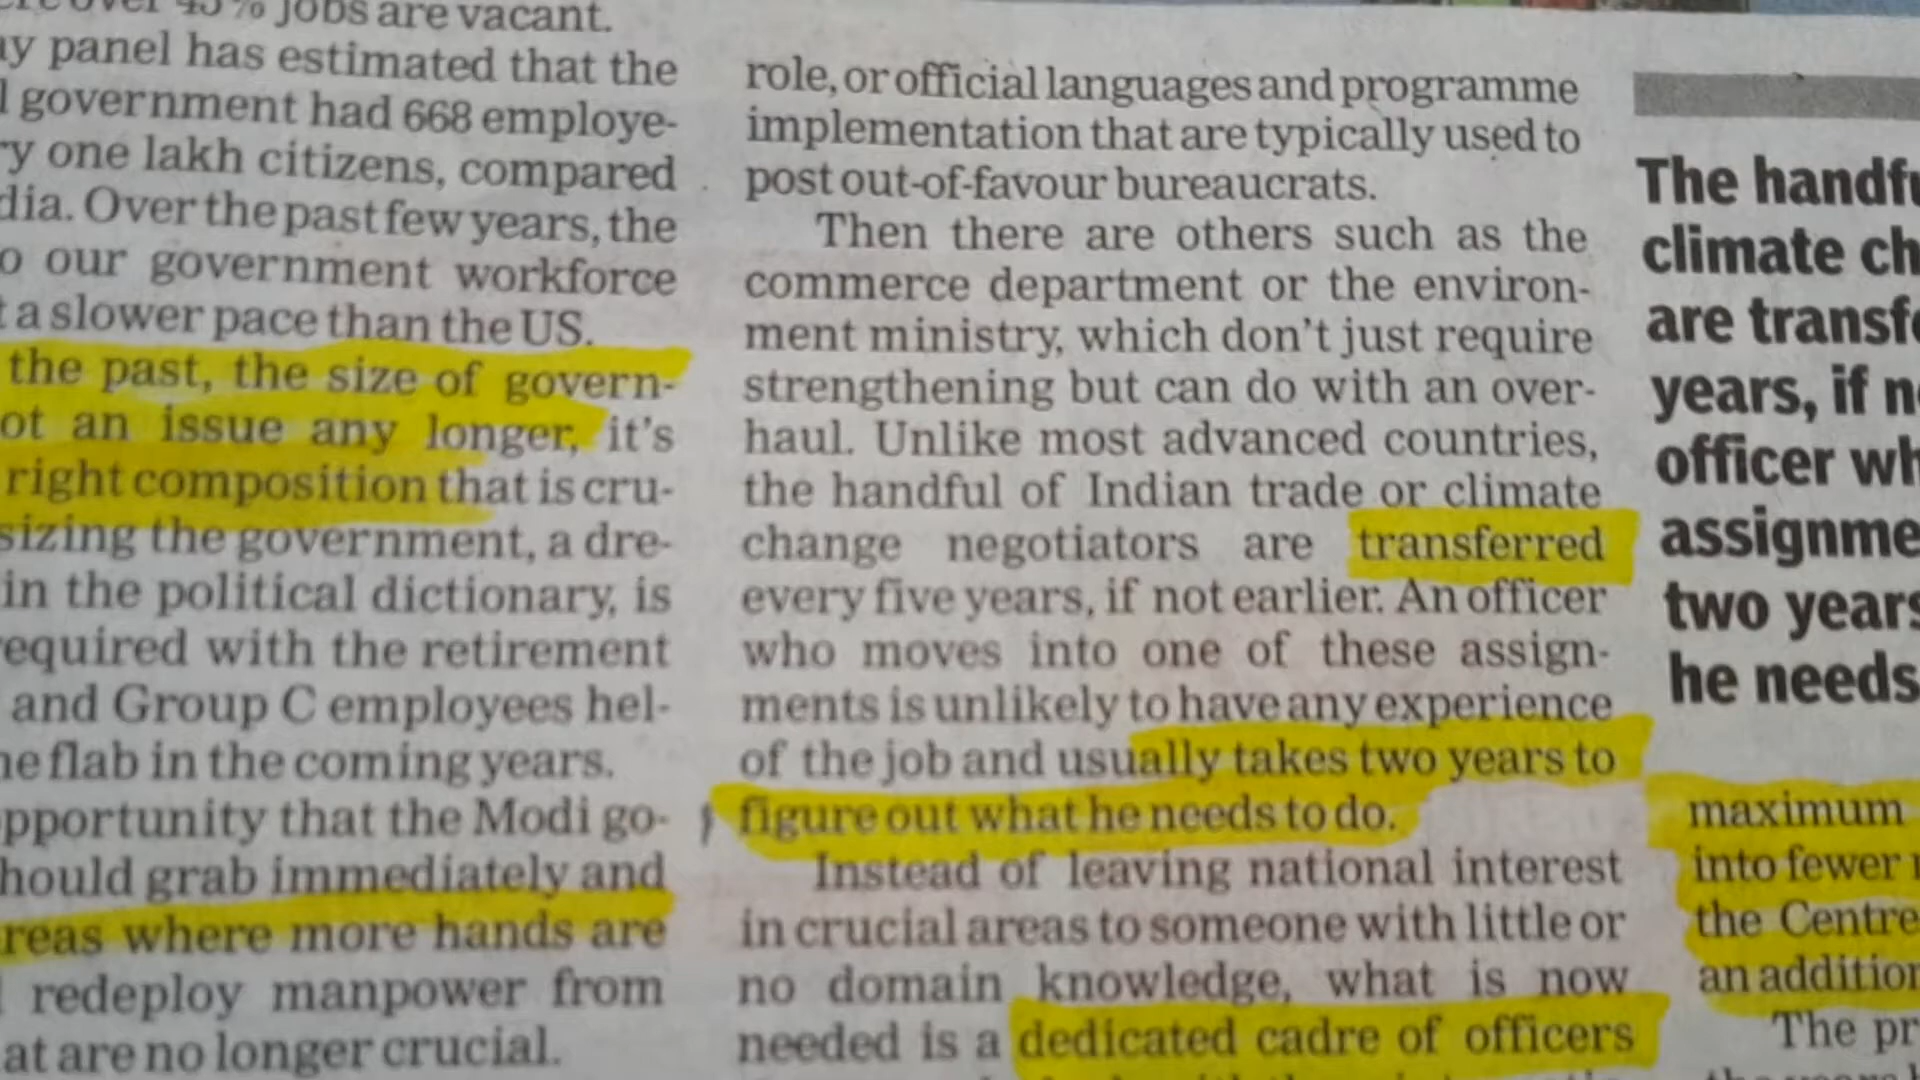 45% jobs are vacant.
panel has estimated that the
government had 668 employe-
one lakh citizens, compared
Over the past few years, the
our government workforce
a slower pace than the US.
the past, the size of govern-
an issue any longer, it's
right composition that is cru-
the government, a dre-
in the political dictionary, is
with the retirement
and Group C employees hel-
flab in the coming years.
that the Modi go-
grab immediately and
where more hands are
redeploy manpower from
at are no longer crucial.
role, or official languages and programme
implementation that are typically used to
post out-of-favour bureaucrats.
Then there are others such as the
commerce department or the environ-
ment ministry, which don't just require
strengthening but can do with an over-
haul. Unlike most advanced countries,
the handful of Indian trade or climate
change negotiators are transferred
every five years, if not earlier. An officer
who moves into one of these assign-
ments is unlikely to have any experience
of the job and usually takes two years to
figure out what he needs to do.
Instead of leaving national interest
in crucial areas to someone with little or
no domain knowledge, what is now
needed is a dedicated cadre of officers
The handfu
climate ch
are transfe
years, if n
officer wh
assignme
two years
he needs
maximum
into fewer
the Centre
an addition
The pr